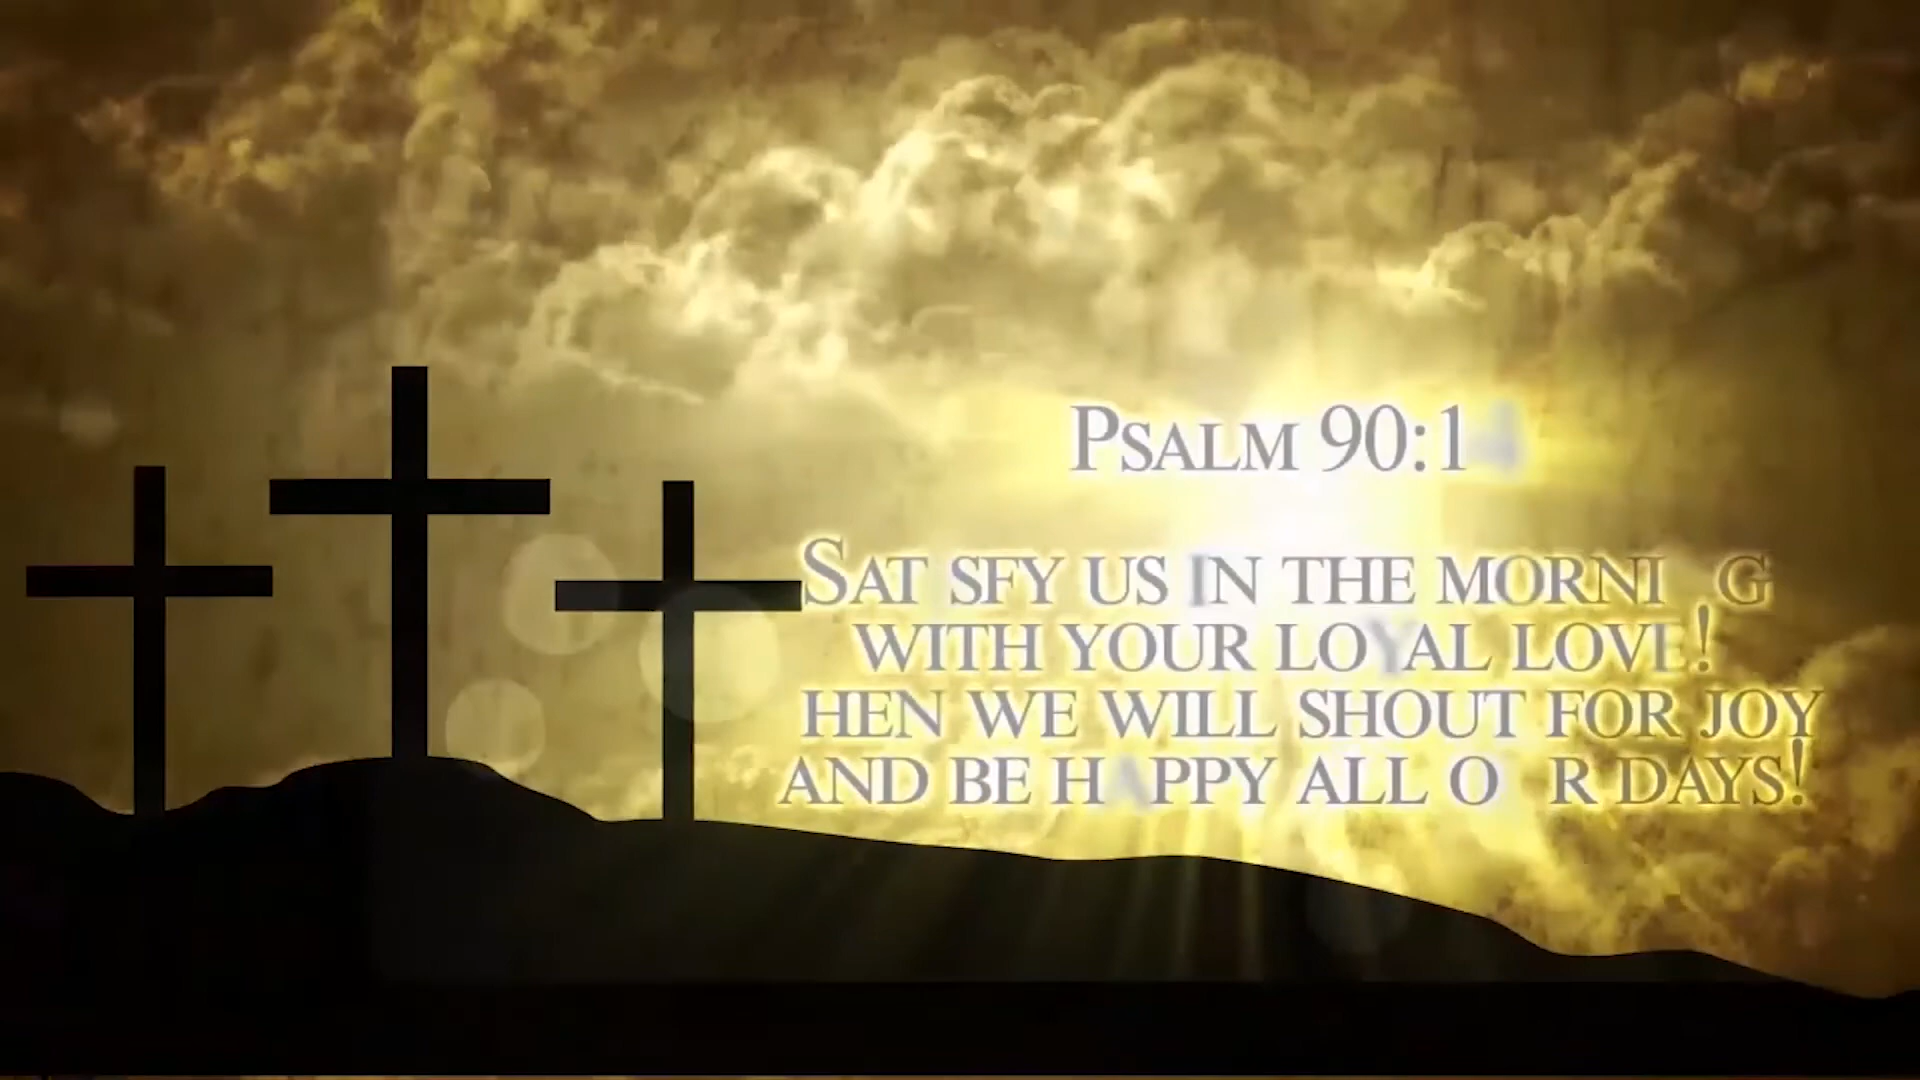 PSALM 90:14
SAT SFY US IN THE MORNI G
WITH YOUR LOYAL LOVE!
HEN WE WILL SHOUT FOR JOY
AND BE HAPPY ALL O R DAYS!